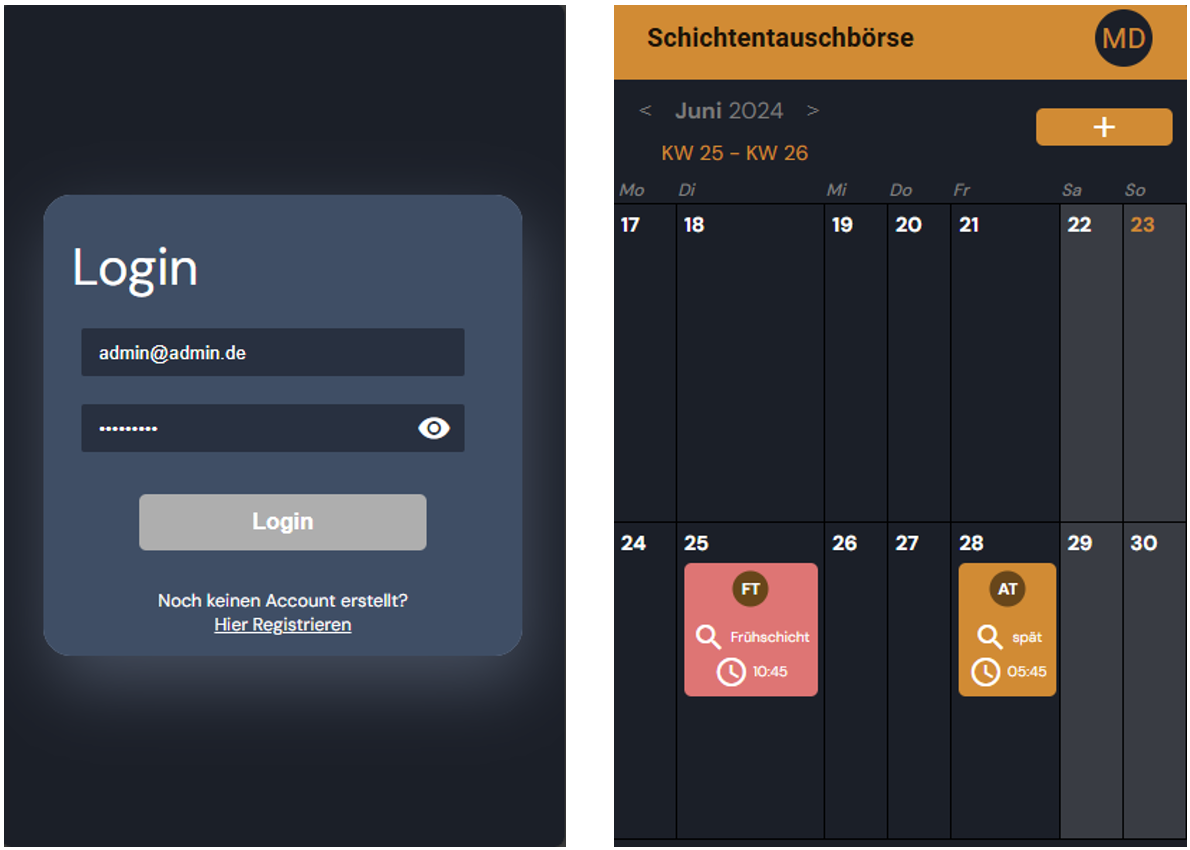 Login
admin@admin.de
•••••••••
Login
Noch keinen Account erstellt?
Hier Registrieren
Schichtentauschbörse
MD
< Juni 2024 >
+
KW 25 - KW 26
Mo Di Mi Do Fr Sa So
17 18 19 20 21 22 23
24 25 26 27 28 29 30
FT AT
Frühschicht spät
10:45 05:45